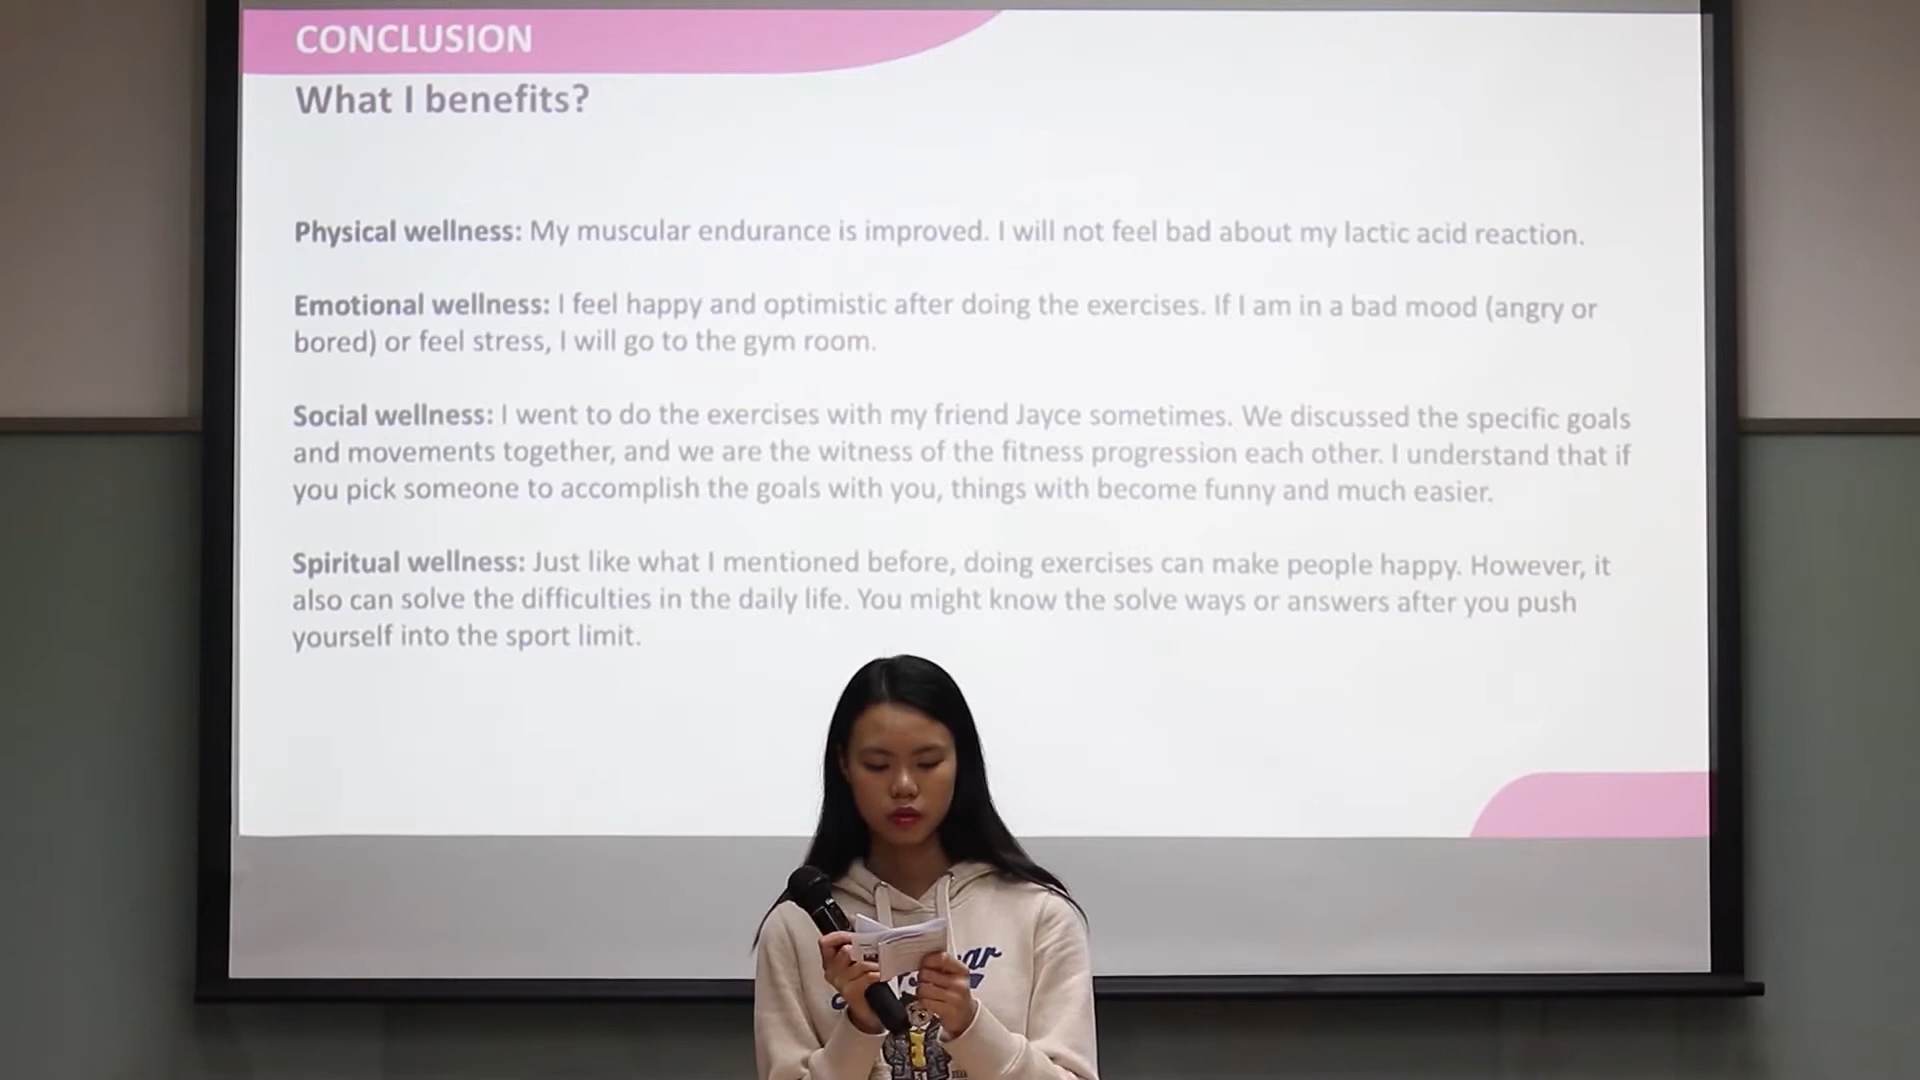 CONCLUSION
What I benefits?
Physical wellness: My muscular endurance is improved. I will not feel bad about my lactic acid reaction.
Emotional wellness: I feel happy and optimistic after doing the exercises. If I am in a bad mood (angry or
bored) or feel stress, I will go to the gym room.
Social wellness: I went to do the exercises with my friend Jayce sometimes. We discussed the specific goals
and movements together, and we are the witness of the fitness progression each other. I understand that if
you pick someone to accomplish the goals with you, things with become funny and much easier.
Spiritual wellness: Just like what I mentioned before, doing exercises can make people happy. However, it
also can solve the difficulties in the daily life. You might know the solve ways or answers after you push
yourself into the sport limit.